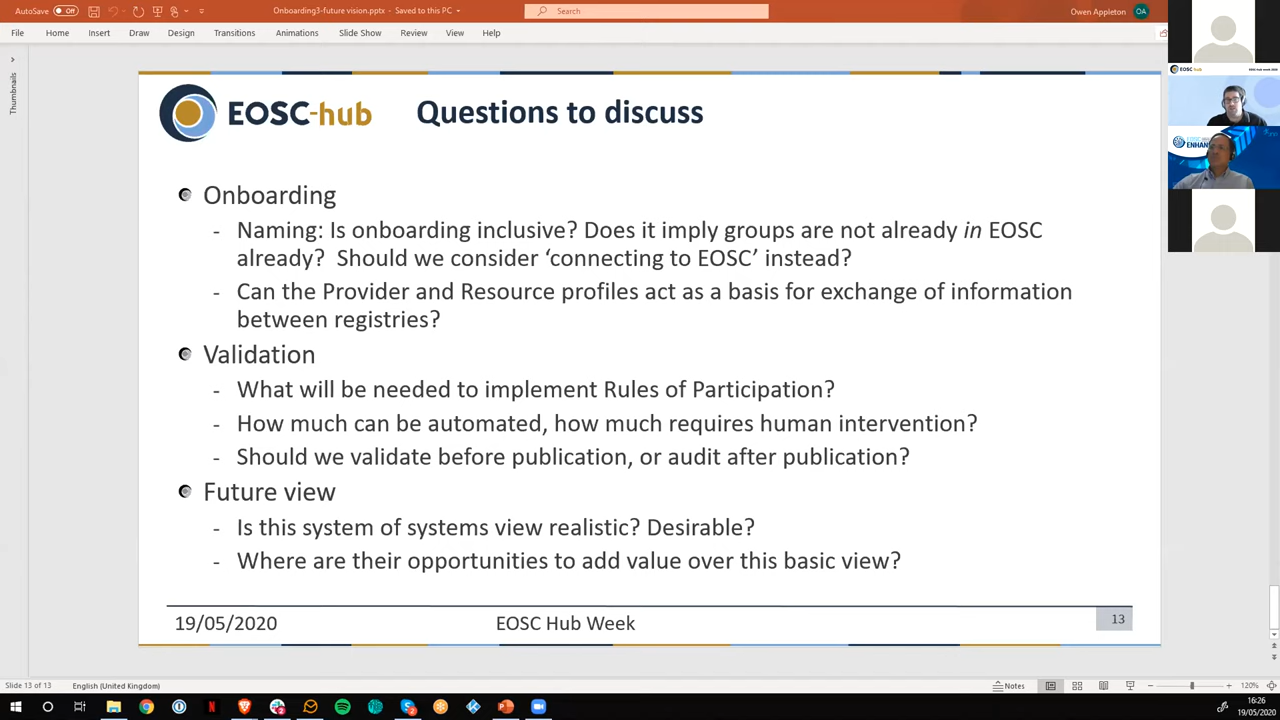 AutoSave
Off
Onboarding3-future vision.pptx - Saved to this PC
Search
Owen Appleton
OA
File
Home
Insert
Draw
Design
Transitions
Animations
Slide Show
Review
View
Help
Thumbnails
EOSC-hub
Questions to discuss
Onboarding
- Naming: Is onboarding inclusive? Does it imply groups are not already in EOSC
already? Should we consider ‘connecting to EOSC’ instead?
- Can the Provider and Resource profiles act as a basis for exchange of information
between registries?
Validation
- What will be needed to implement Rules of Participation?
- How much can be automated, how much requires human intervention?
- Should we validate before publication, or audit after publication?
Future view
- Is this system of systems view realistic? Desirable?
- Where are their opportunities to add value over this basic view?
19/05/2020
EOSC Hub Week
13
EOSC-hub
ENHANC
Slide 13 of 13
English (United Kingdom)
Notes
120%
16:26
19/05/2020